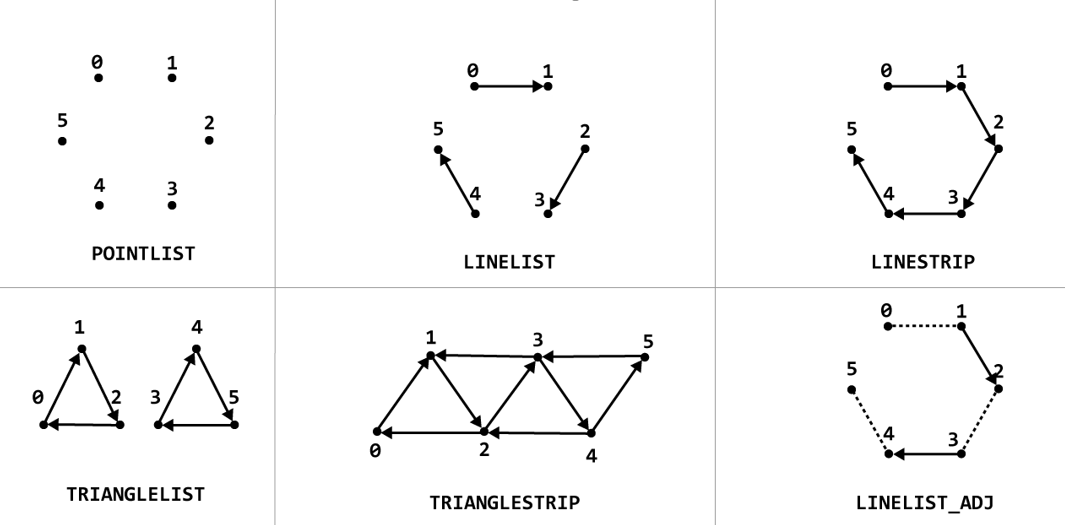 0 1
5 2
4 3
POINTLIST
0 1
5 2
4 3
LINELIST
0 1
5 2
4 3
LINESTRIP
1 4
0 2 3 5
TRIANGLELIST
1 3 5
0 2 4
TRIANGLESTRIP
0 1
5 2
4 3
LINELIST_ADJ